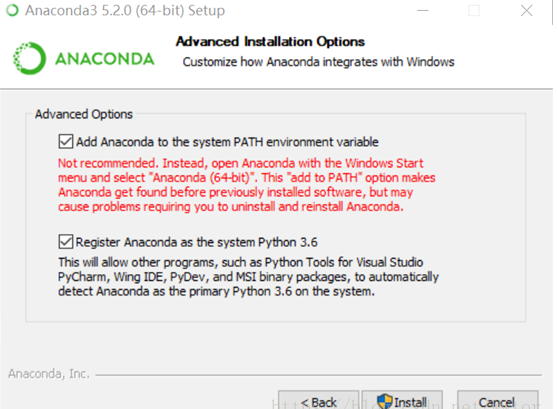 Anaconda3 5.2.0 (64-bit) Setup
Advanced Installation Options
Customize how Anaconda integrates with Windows
ANACONDA
Advanced Options
Add Anaconda to the system PATH environment variable
Not recommended. Instead, open Anaconda with the Windows Start
menu and select "Anaconda (64-bit)". This "add to PATH" option makes
Anaconda get found before previously installed software, but may
cause problems requiring you to uninstall and reinstall Anaconda.
Register Anaconda as the system Python 3.6
This will allow other programs, such as Python Tools for Visual Studio
PyCharm, Wing IDE, PyDev, and MSI binary packages, to automatically
detect Anaconda as the primary Python 3.6 on the system.
Anaconda, Inc.
< Back
Install
Cancel